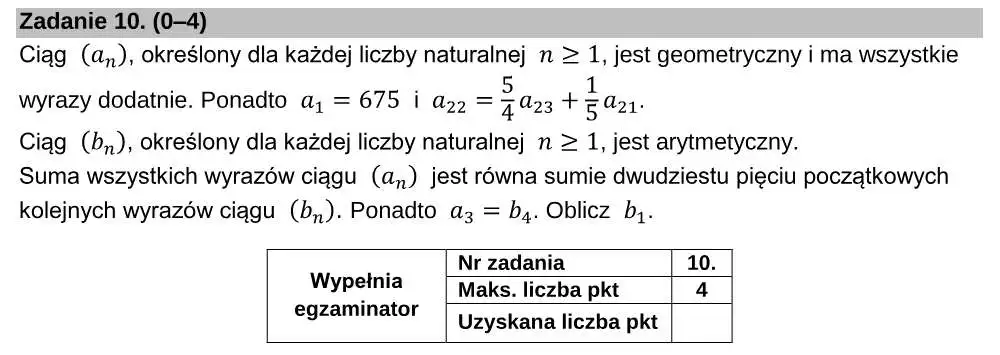 Zadanie 10. (0–4)
Ciąg (aₙ), określony dla każdej liczby naturalnej n ≥ 1, jest geometryczny i ma wszystkie
wyrazy dodatnie. Ponadto a₁ = 675 i a₂₂ = 5/4 a₂₃ + 1/5 a₂₁.
Ciąg (bₙ), określony dla każdej liczby naturalnej n ≥ 1, jest arytmetyczny.
Suma wszystkich wyrazów ciągu (aₙ) jest równa sumie dwudziestu pięciu początkowych
kolejnych wyrazów ciągu (bₙ). Ponadto a₃ = b₄. Oblicz b₁.
Wypełnia
egzaminator
Nr zadania 10.
Maks. liczba pkt 4
Uzyskana liczba pkt